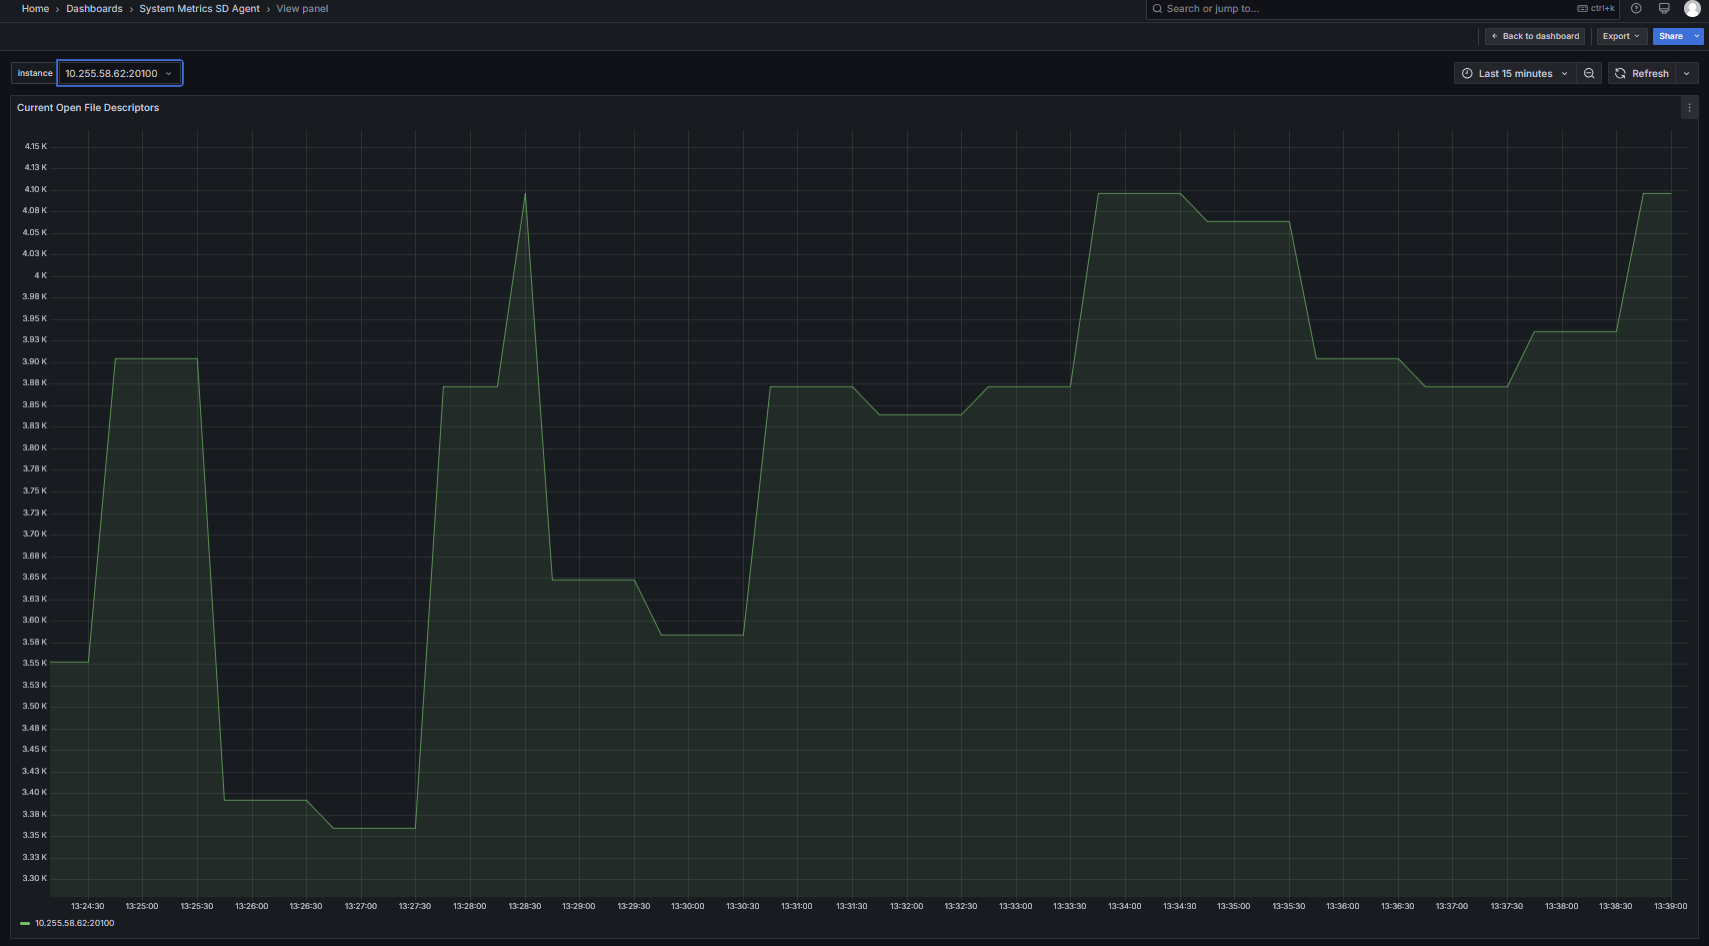 Home › Dashboards › System Metrics SD Agent › View panel
Search or jump to...
ctrl+k
Back to dashboard
Export
Share
Instance
10.255.58.62:20100
Last 15 minutes
Refresh
Current Open File Descriptors
4.15 K
4.13 K
4.10 K
4.08 K
4.05 K
4.03 K
4 K
3.98 K
3.95 K
3.93 K
3.90 K
3.88 K
3.85 K
3.83 K
3.80 K
3.78 K
3.75 K
3.73 K
3.70 K
3.68 K
3.65 K
3.63 K
3.60 K
3.58 K
3.55 K
3.53 K
3.50 K
3.48 K
3.45 K
3.43 K
3.40 K
3.38 K
3.35 K
3.33 K
3.30 K
13:24:30 13:25:00 13:25:30 13:26:00 13:26:30 13:27:00 13:27:30 13:28:00 13:28:30 13:29:00 13:29:30 13:30:00 13:30:30 13:31:00 13:31:30 13:32:00 13:32:30 13:33:00 13:33:30 13:34:00 13:34:30 13:35:00 13:35:30 13:36:00 13:36:30 13:37:00 13:37:30 13:38:00 13:38:30 13:39:00
10.255.58.62:20100